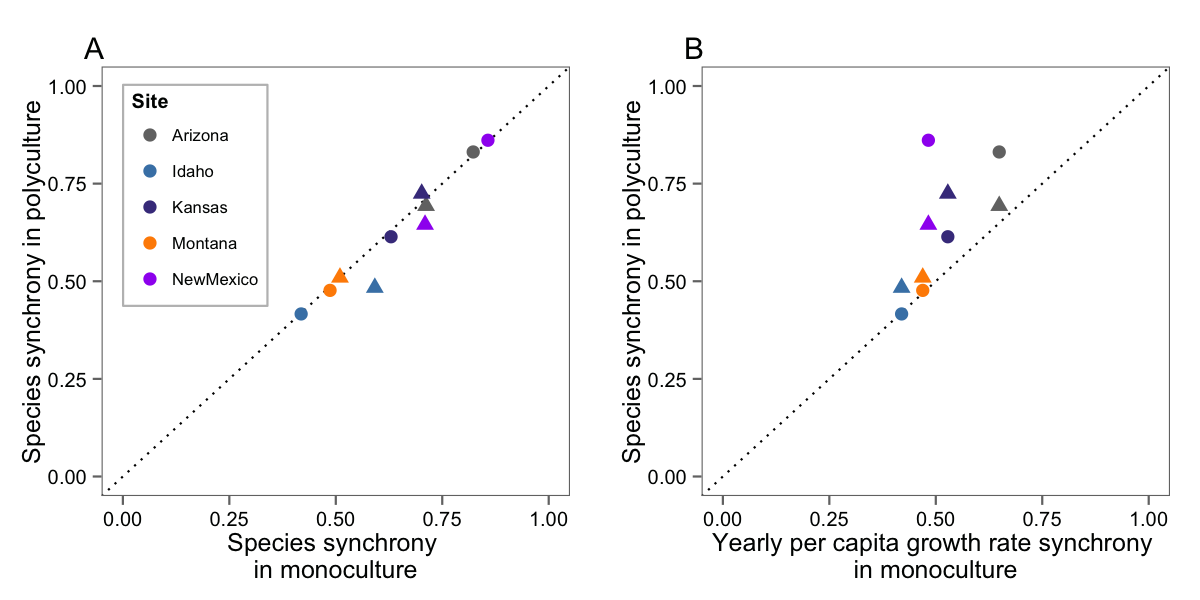 A
Species synchrony in polyculture
1.00
0.75
0.50
0.25
0.00
Site
Arizona
Idaho
Kansas
Montana
NewMexico
0.00 0.25 0.50 0.75 1.00
Species synchrony
in monoculture
B
Species synchrony in polyculture
1.00
0.75
0.50
0.25
0.00
0.00 0.25 0.50 0.75 1.00
Yearly per capita growth rate synchrony
in monoculture